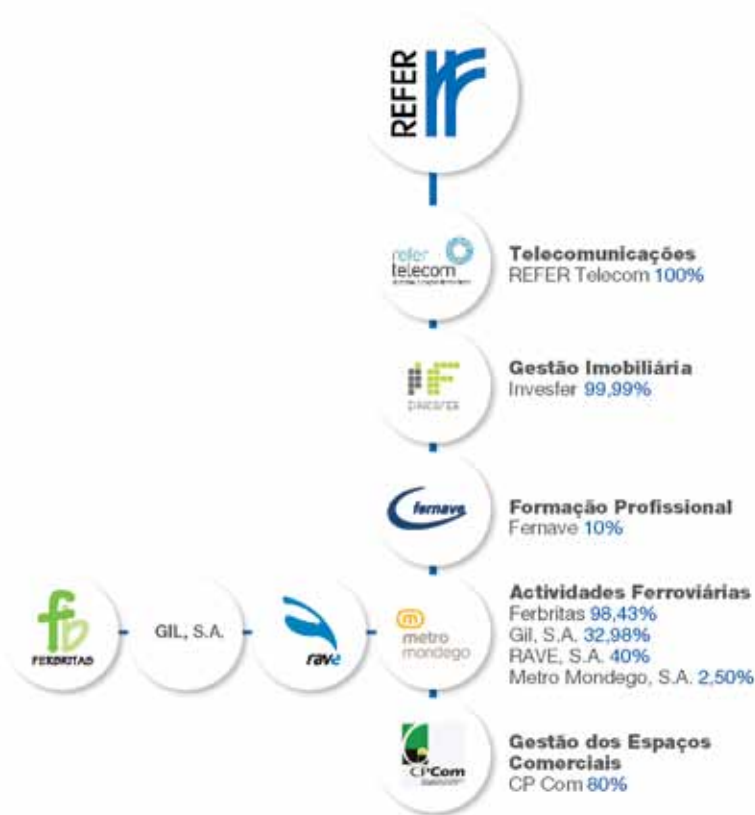 REFER
refer
telecom
Telecomunicações
REFER Telecom 100%
Gestão Imobiliária
Invesfer 99,99%
INVESFER
fernave
Formação Profissional
Fernave 10%
FERBRITAS
GIL, S.A.
rave
metro
mondego
Actividades Ferroviárias
Ferbritas 98,43%
Gil, S.A. 32,98%
RAVE, S.A. 40%
Metro Mondego, S.A. 2,50%
CPCom
Gestão dos Espaços
Comerciais
CP Com 80%